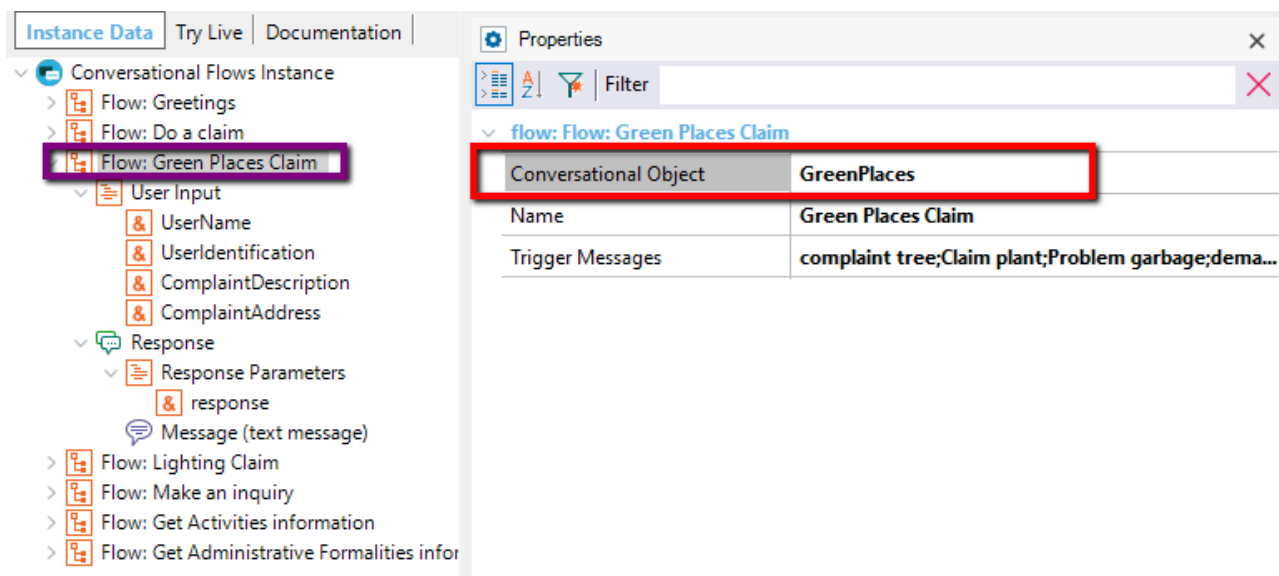 Instance Data Try Live Documentation
Conversational Flows Instance
Flow: Greetings
Flow: Do a claim
Flow: Green Places Claim
User Input
& UserName
& UserIdentification
& ComplaintDescription
& ComplaintAddress
Response
Response Parameters
& response
Message (text message)
Flow: Lighting Claim
Flow: Make an inquiry
Flow: Get Activities information
Flow: Get Administrative Formalities infor
Properties
A Z Filter
flow: Flow: Green Places Claim
Conversational Object GreenPlaces
Name Green Places Claim
Trigger Messages complaint tree;Claim plant;Problem garbage;dema...